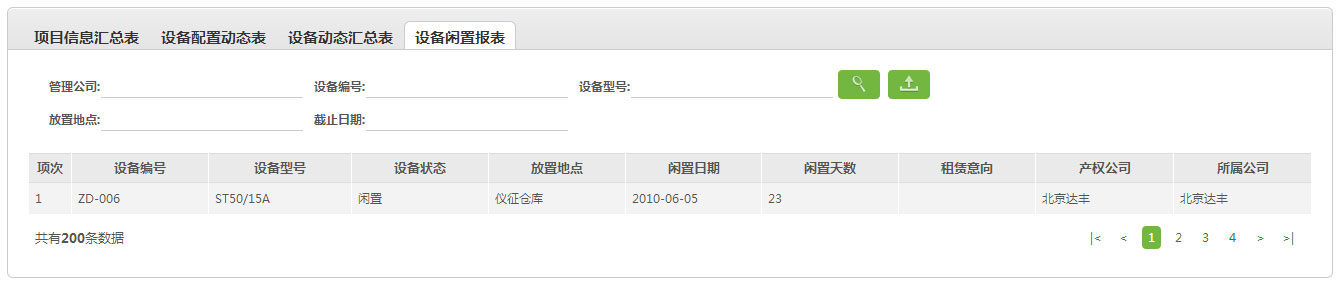 项目信息汇总表 设备配置动态表 设备动态汇总表 设备闲置报表
管理公司: 设备编号: 设备型号:
放置地点: 截止日期:
项次 设备编号 设备型号 设备状态 放置地点 闲置日期 闲置天数 租赁意向 产权公司 所属公司
1 ZD-006 ST50/15A 闲置 仪征仓库 2010-06-05 23 北京达丰 北京达丰
共有200条数据 |< < 1 2 3 4 > >|